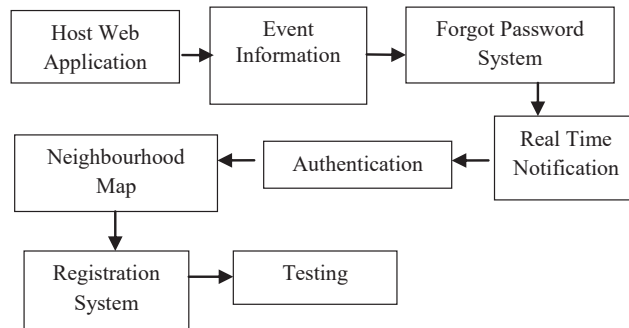 Host Web
Application
Event
Information
Forgot Password
System
Real Time
Notification
Authentication
Neighbourhood
Map
Registration
System
Testing